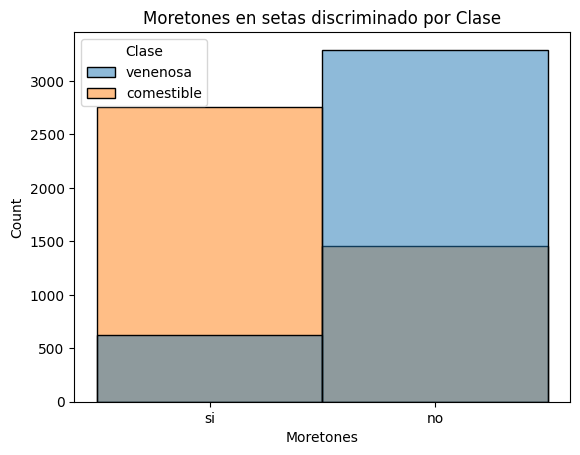 Moretones en setas discriminado por Clase
Clase
venenosa
comestible
3000
2500
2000
1500
1000
500
0
Count
si no
Moretones